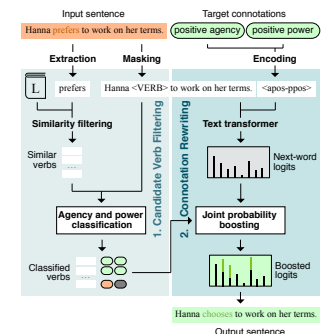 Input sentence
Target connotations
Hanna prefers to work on her terms.
positive agency
positive power
Extraction
Masking
Encoding
L
prefers
Hanna <VERB> to work on her terms.
<apos-ppos>
Similarity filtering
Text transformer
Similar
verbs
...
Next-word
logits
1. Candidate Verb Filtering
2. Connotation Rewriting
Agency and power
classification
Joint probability
boosting
Classified
verbs
...
Boosted
logits
Hanna chooses to work on her terms.
Output sentence